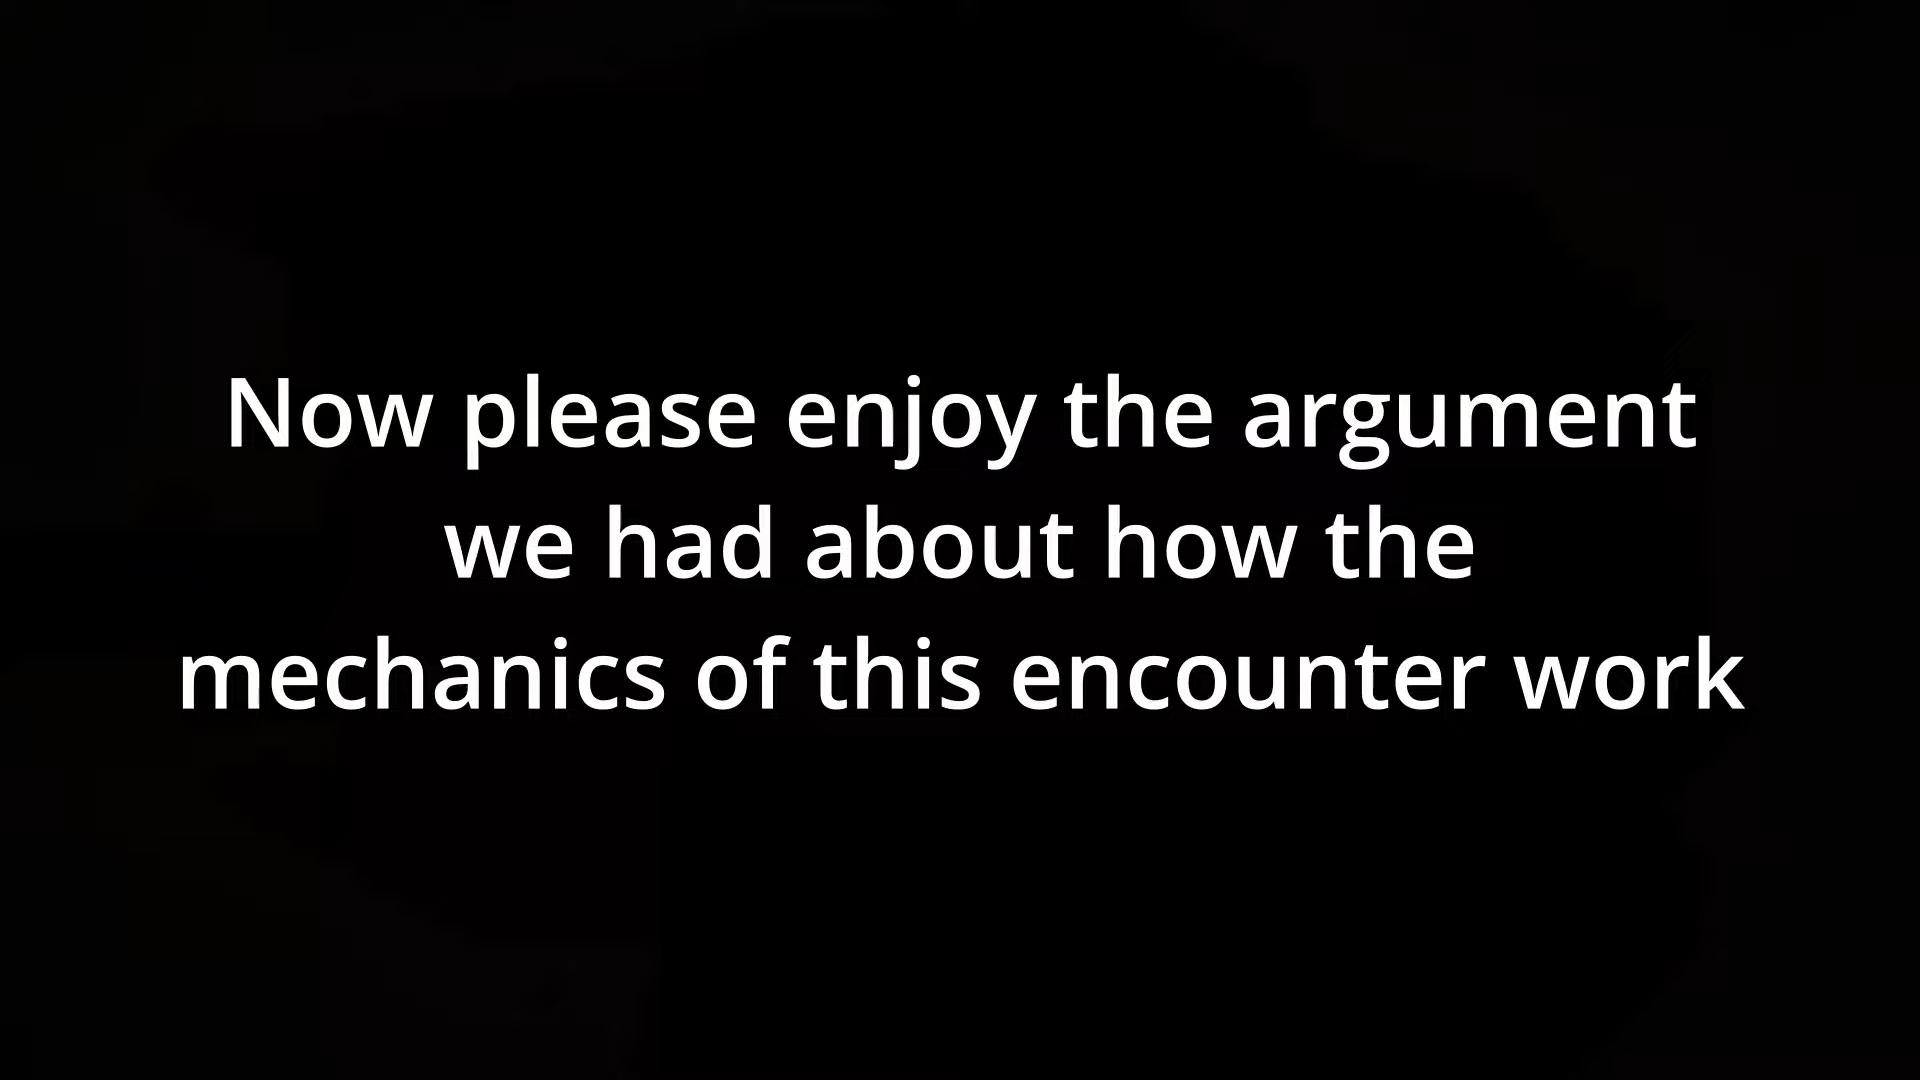 Now please enjoy the argument
we had about how the
mechanics of this encounter work